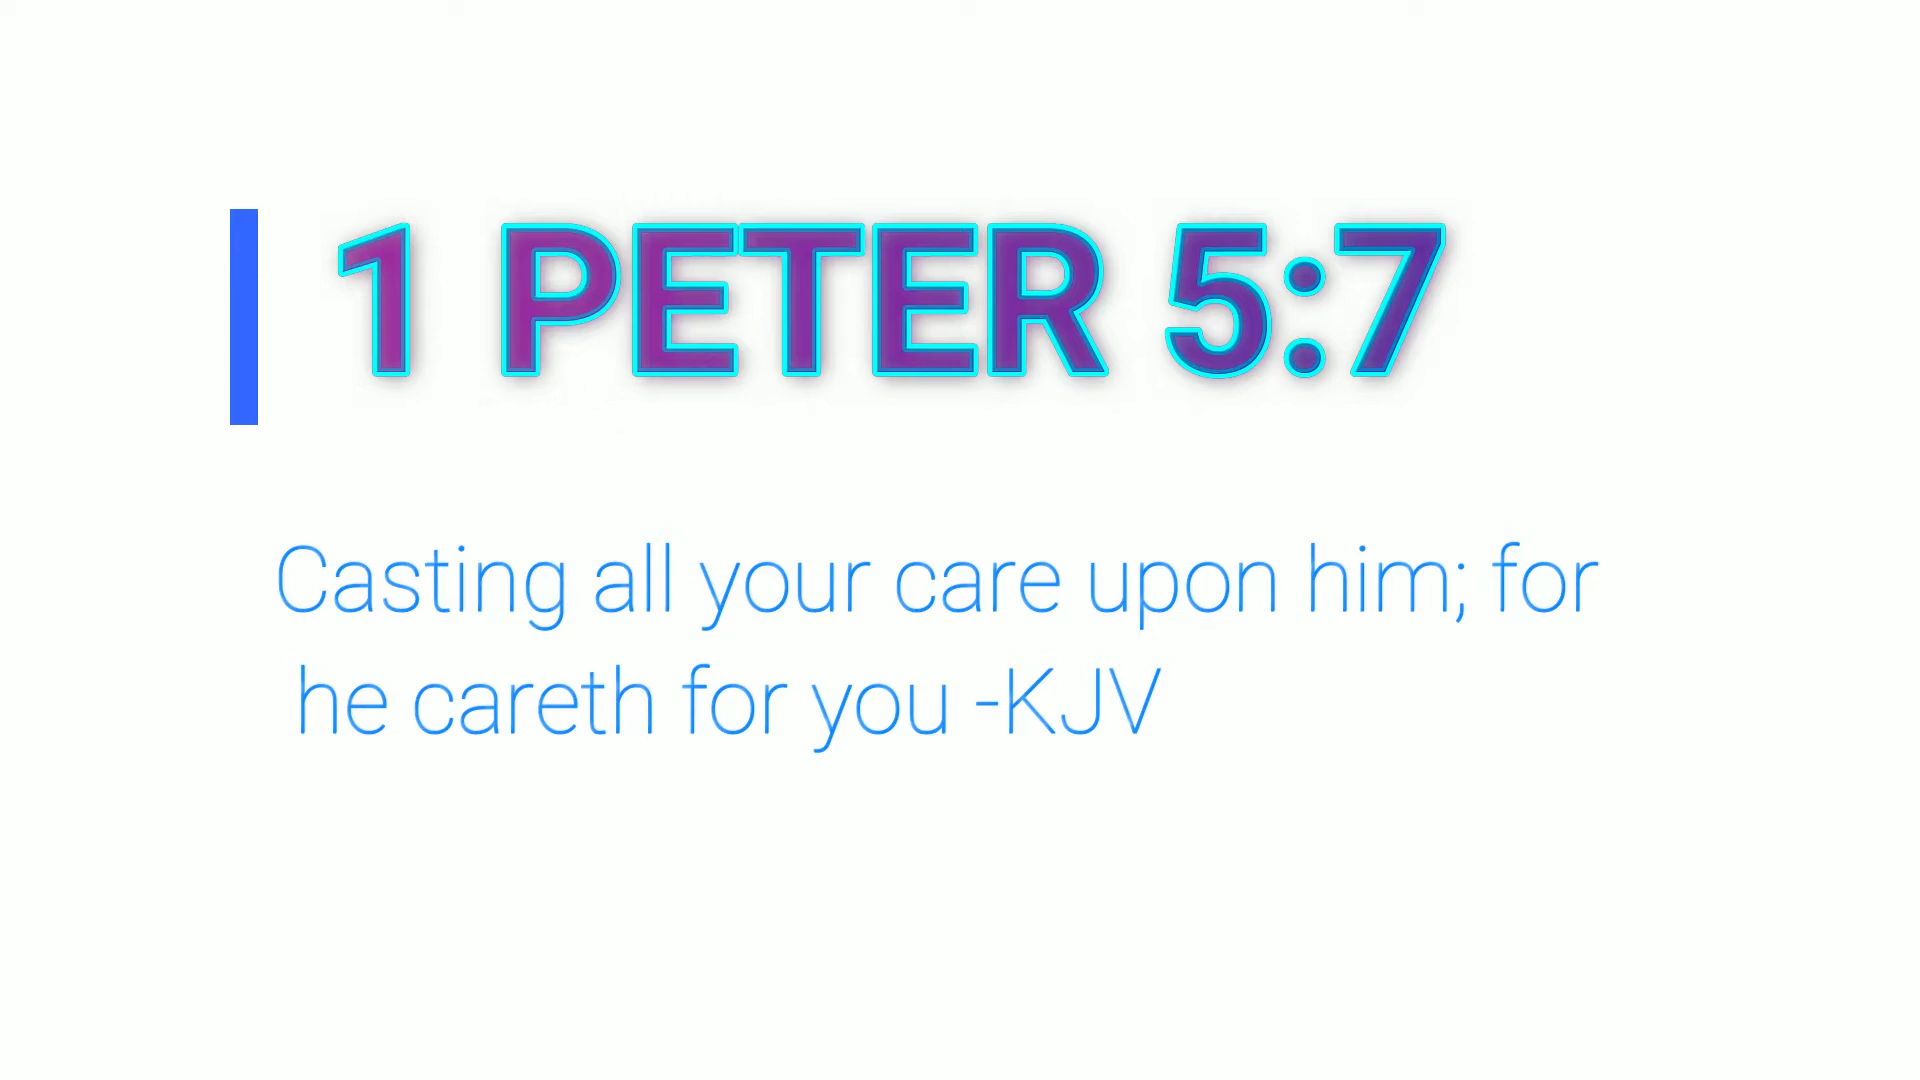 1 PETER 5:7
Casting all your care upon him; for
he careth for you -KJV